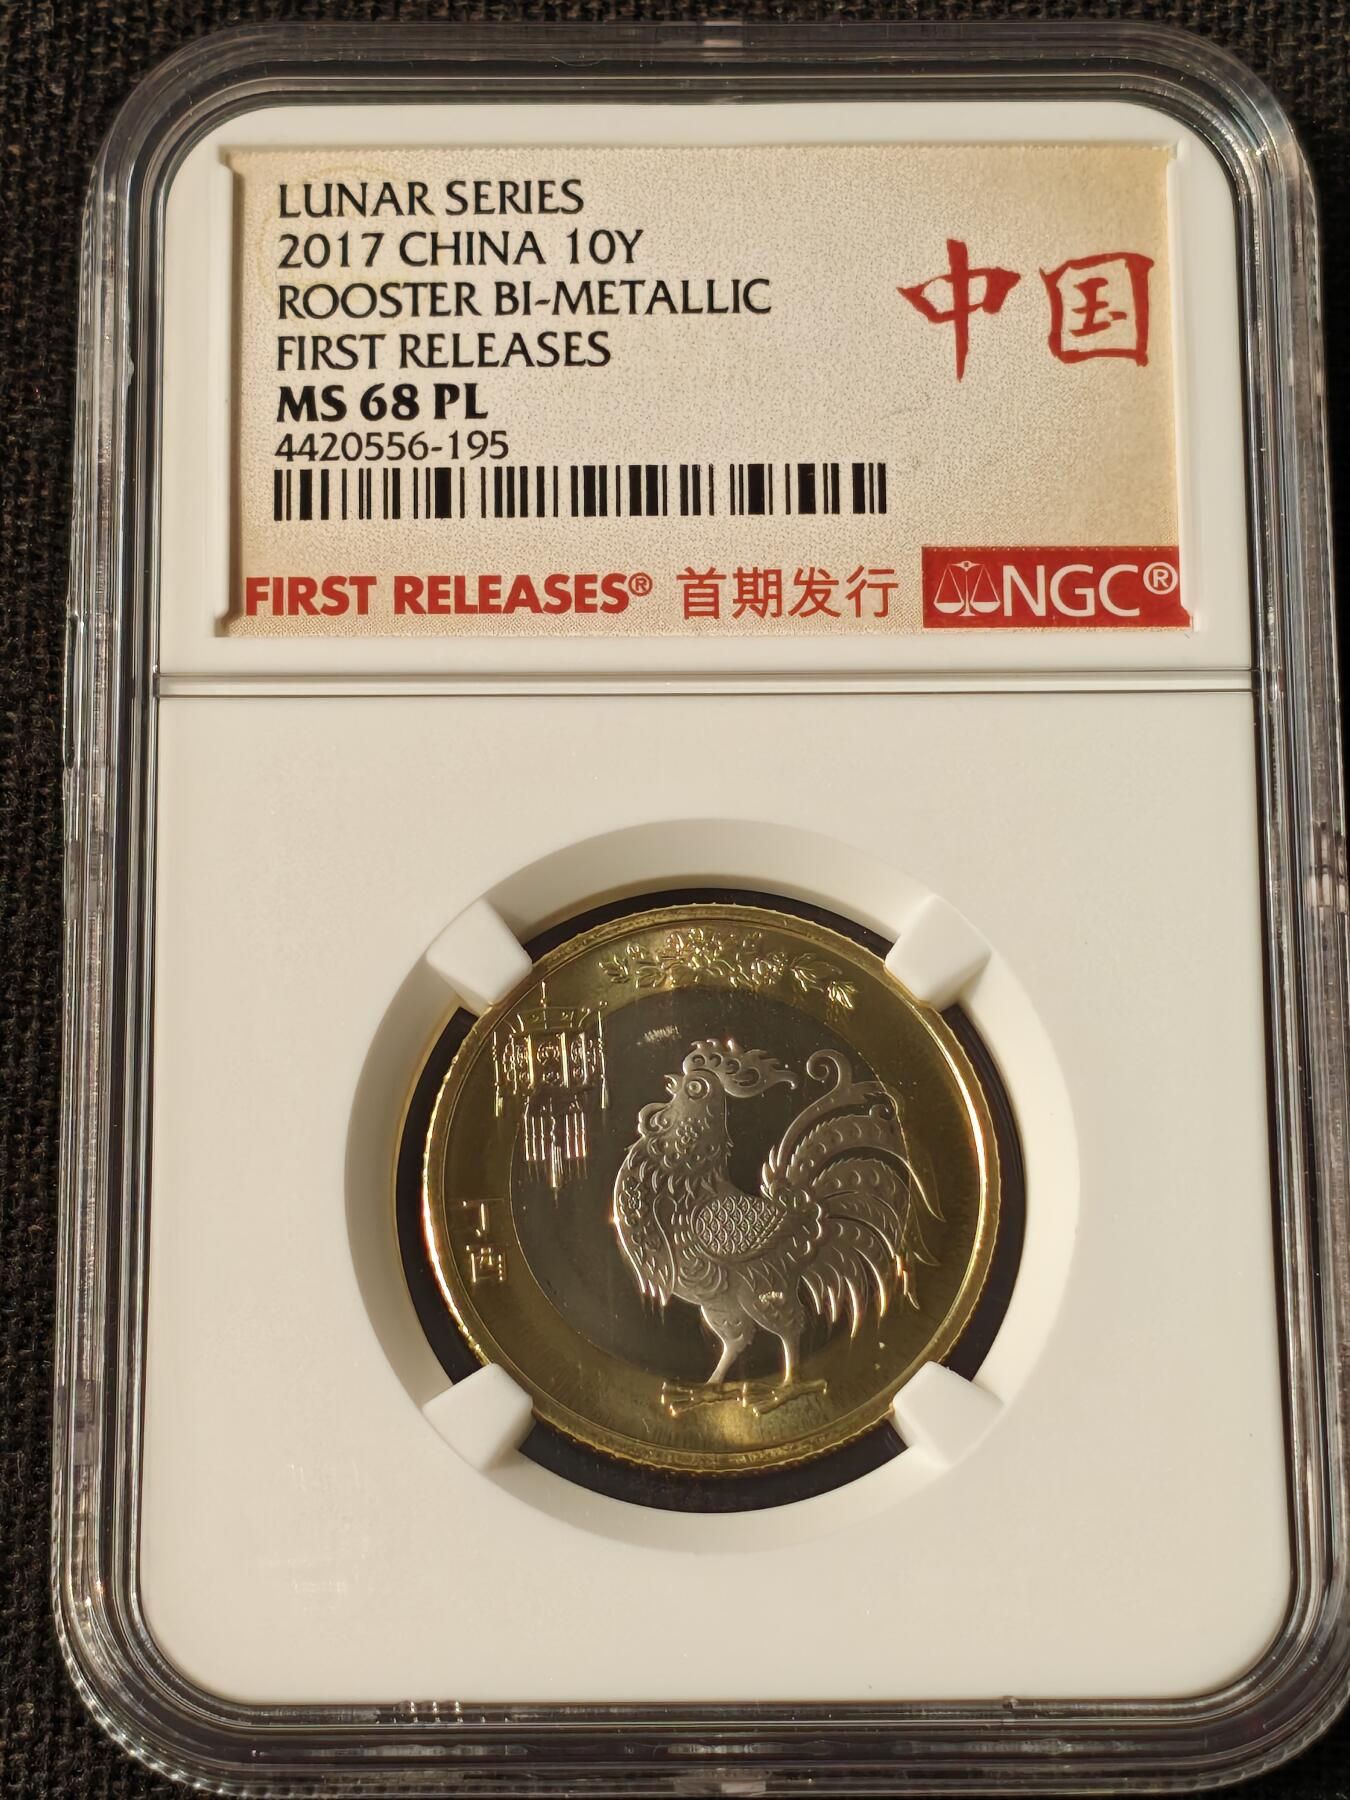 LUNAR SERIES
2017 CHINA 10Y
ROOSTER BI-METALLIC
FIRST RELEASES
MS 68 PL
4420556-195
中国
FIRST RELEASES® 首期发行
NGC®
丁酉